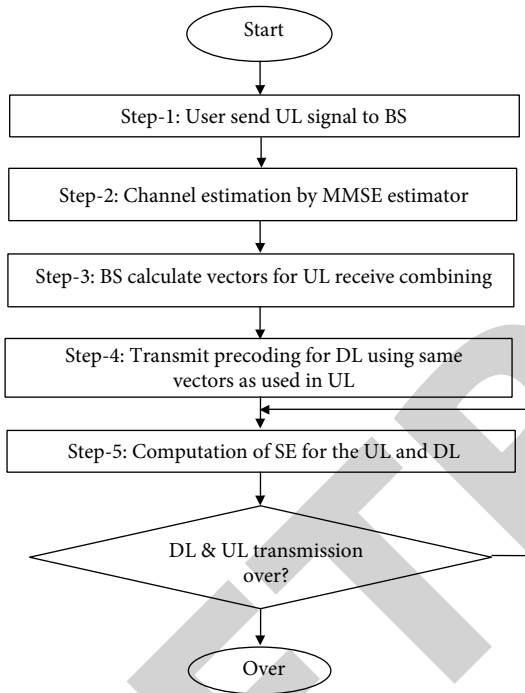 Start
Step-1: User send UL signal to BS
Step-2: Channel estimation by MMSE estimator
Step-3: BS calculate vectors for UL receive combining
Step-4: Transmit precoding for DL using same
vectors as used in UL
Step-5: Computation of SE for the UL and DL
DL & UL transmission
over?
Over